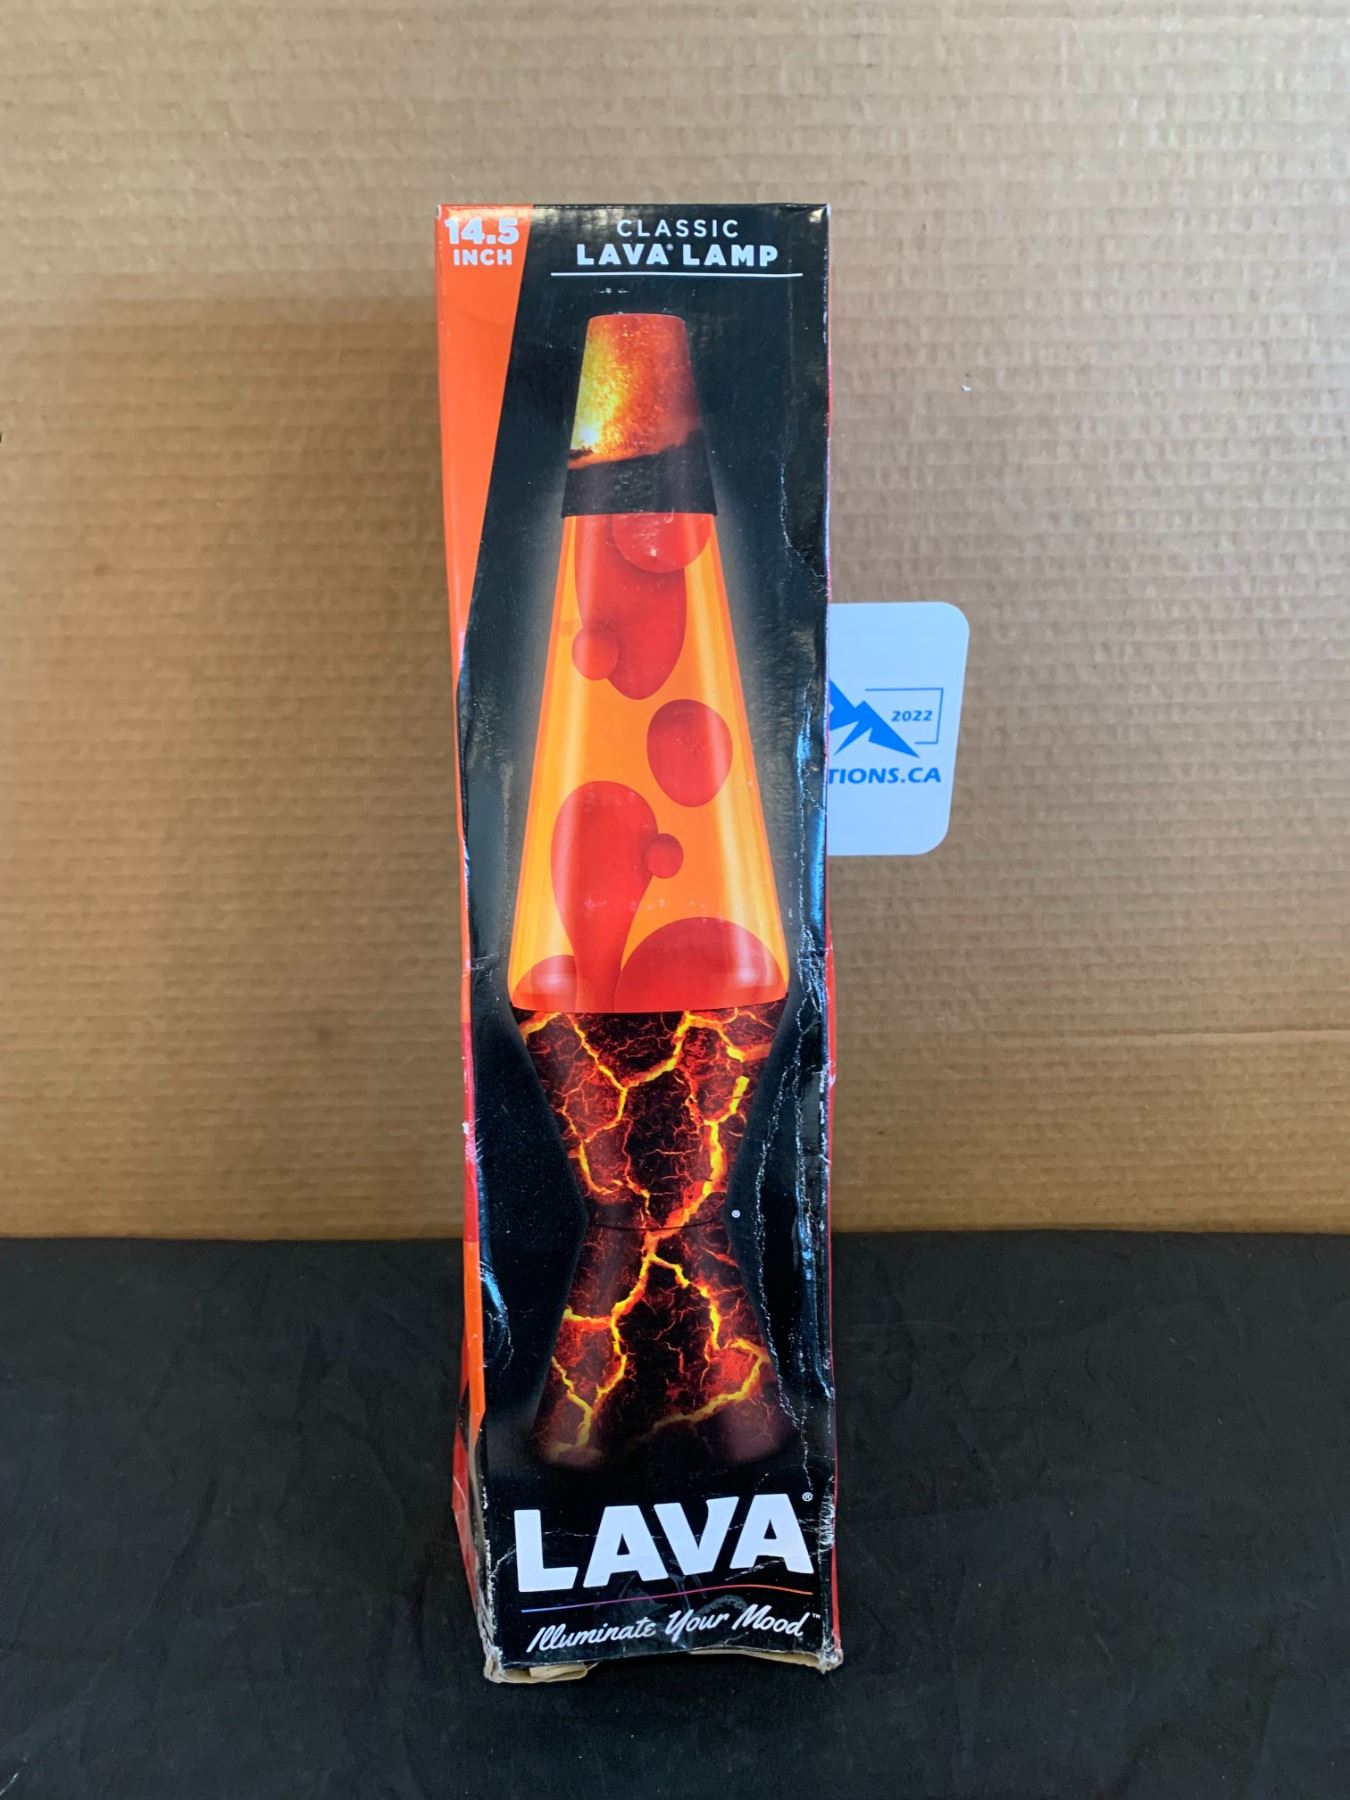 14.5
INCH
CLASSIC
LAVA® LAMP
2022
TIONS.CA
®
LAVA®
Illuminate Your Mood™